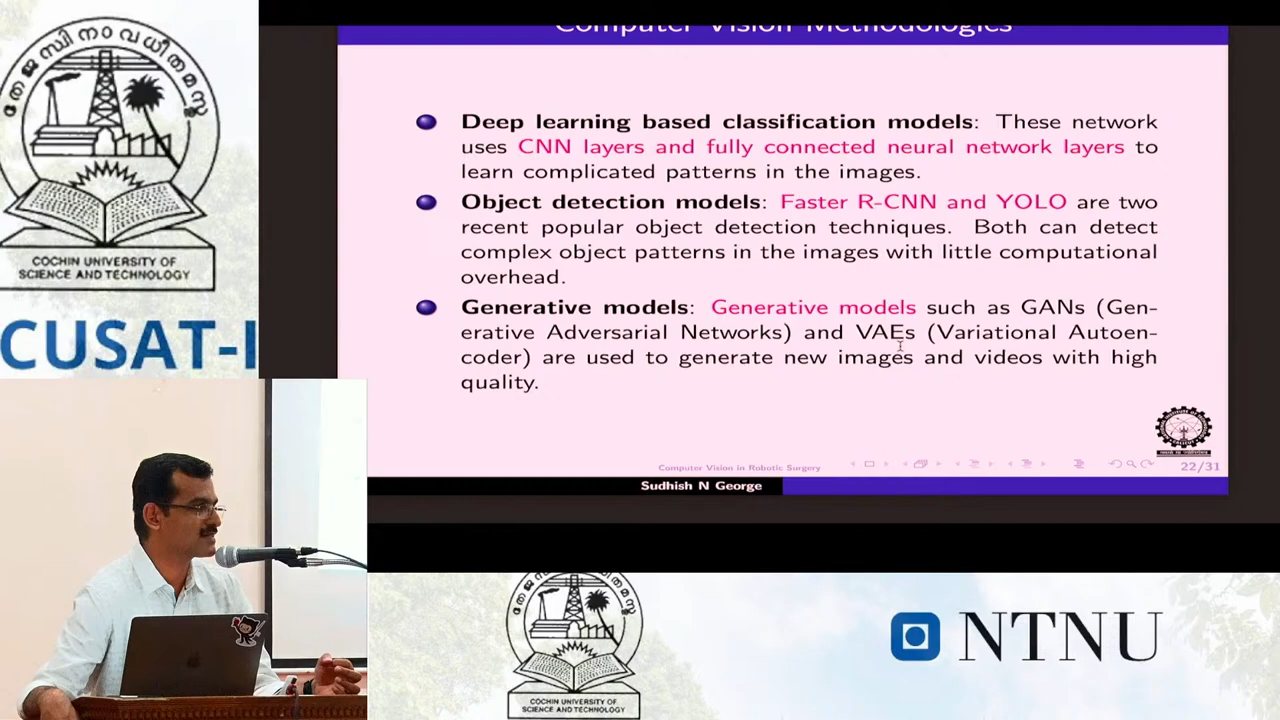 തേജസ്വി നാവധീതമസ്തു
COCHIN UNIVERSITY OF
SCIENCE AND TECHNOLOGY
CUSAT-I
Computer Vision Methodologies
Deep learning based classification models: These network
uses CNN layers and fully connected neural network layers to
learn complicated patterns in the images.
Object detection models: Faster R-CNN and YOLO are two
recent popular object detection techniques. Both can detect
complex object patterns in the images with little computational
overhead.
Generative models: Generative models such as GANs (Gen-
erative Adversarial Networks) and VAEs (Variational Autoen-
coder) are used to generate new images and videos with high
quality.
Computer Vision in Robotic Surgery
22/31
Sudhish N George
COCHIN UNIVERSITY OF
SCIENCE AND TECHNOLOGY
NTNU